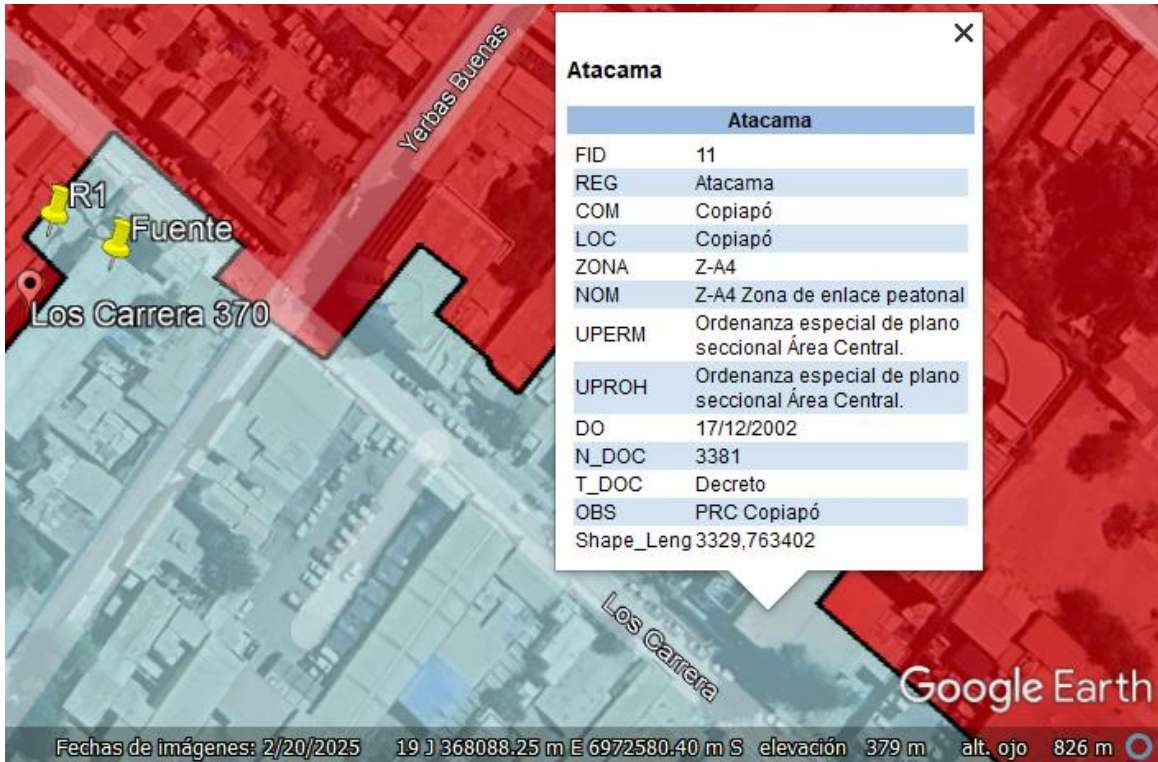 Yerbas Buenas
R1
Fuente
Los Carrera 370
Atacama
Atacama
FID 11
REG Atacama
COM Copiapó
LOC Copiapó
ZONA Z-A4
NOM Z-A4 Zona de enlace peatonal
UPERM Ordenanza especial de plano
seccional Área Central.
UPROH Ordenanza especial de plano
seccional Área Central.
DO 17/12/2002
N_DOC 3381
T_DOC Decreto
OBS PRC Copiapó
Shape_Leng 3329,763402
Los Carrera
Google Earth
Fechas de imágenes: 2/20/2025 19 J 368088.25 m E 6972580.40 m S elevación 379 m alt. ojo 826 m